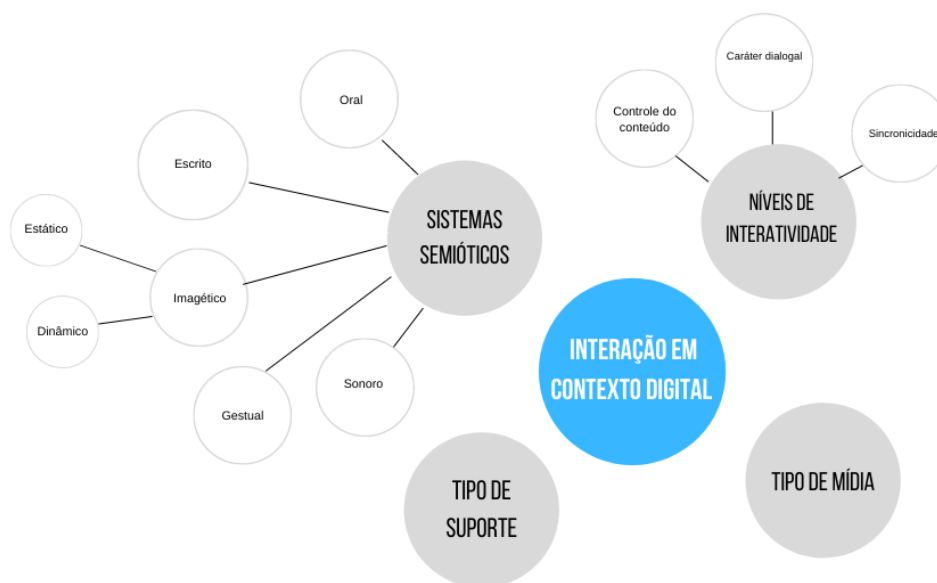 Oral
Escrito
Estático
Imagético
Dinâmico
Gestual
Sonoro
SISTEMAS
SEMIÓTICOS
Caráter dialogal
Controle do
conteúdo
Sincronicidade
NÍVEIS DE
INTERATIVIDADE
INTERAÇÃO EM
CONTEXTO DIGITAL
TIPO DE
SUPORTE
TIPO DE MÍDIA